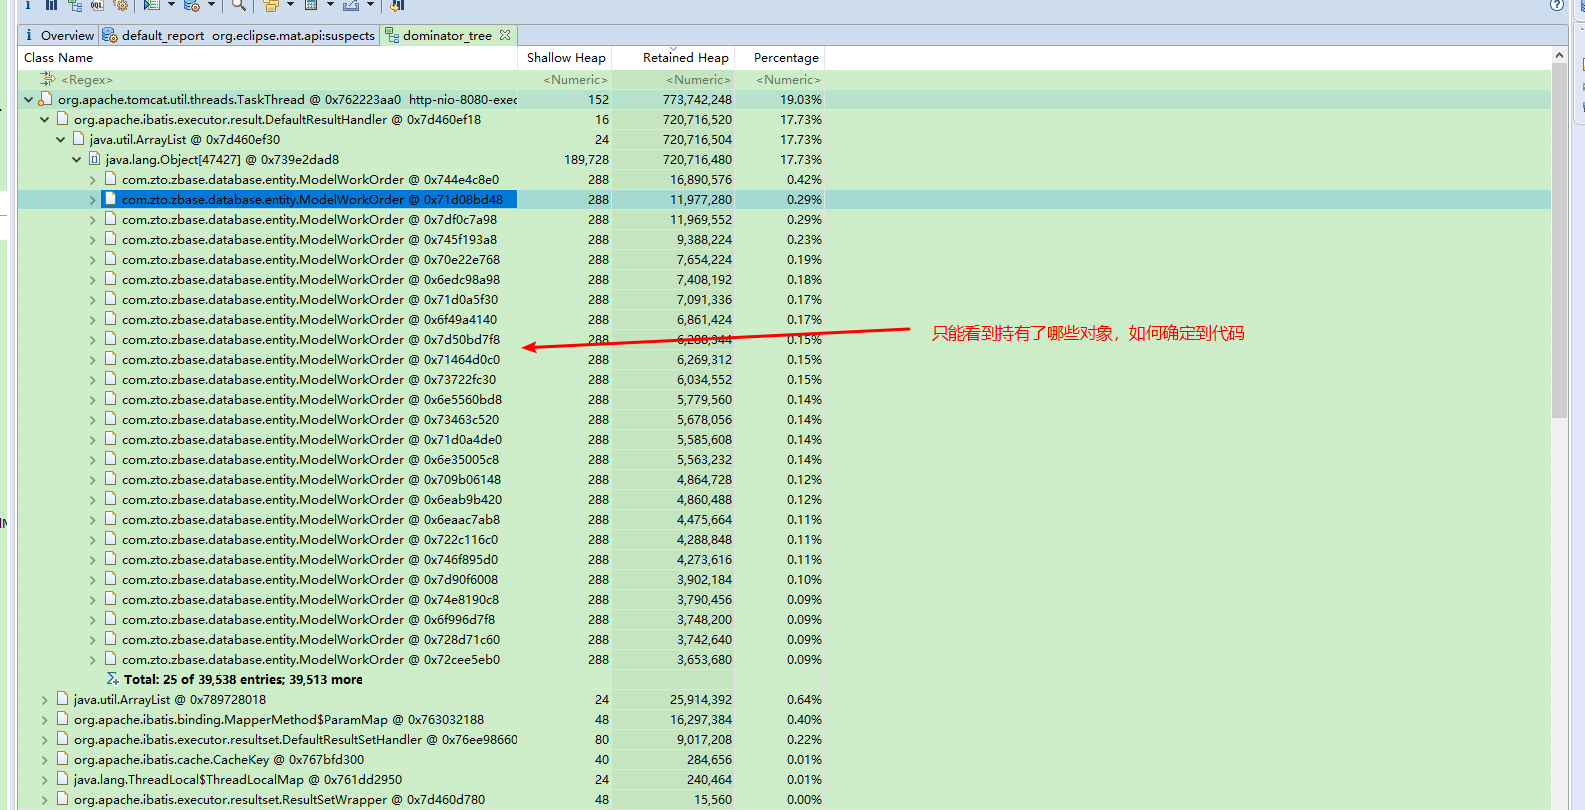 i Overview default_report org.eclipse.mat.api:suspects dominator_tree
Class Name Shallow Heap Retained Heap Percentage
<Regex> <Numeric> <Numeric> <Numeric>
org.apache.tomcat.util.threads.TaskThread @ 0x762223aa0 http-nio-8080-exec 152 773,742,248 19.03%
org.apache.ibatis.executor.result.DefaultResultHandler @ 0x7d460ef18 16 720,716,520 17.73%
java.util.ArrayList @ 0x7d460ef30 24 720,716,504 17.73%
java.lang.Object[47427] @ 0x739e2dad8 189,728 720,716,480 17.73%
com.zto.zbase.database.entity.ModelWorkOrder @ 0x744e4c8e0 288 16,890,576 0.42%
com.zto.zbase.database.entity.ModelWorkOrder @ 0x71d08bd48 288 11,977,280 0.29%
com.zto.zbase.database.entity.ModelWorkOrder @ 0x7df0c7a98 288 11,969,552 0.29%
com.zto.zbase.database.entity.ModelWorkOrder @ 0x745f193a8 288 9,388,224 0.23%
com.zto.zbase.database.entity.ModelWorkOrder @ 0x70e22e768 288 7,654,224 0.19%
com.zto.zbase.database.entity.ModelWorkOrder @ 0x6edc98a98 288 7,408,192 0.18%
com.zto.zbase.database.entity.ModelWorkOrder @ 0x71d0a5f30 288 7,091,336 0.17%
com.zto.zbase.database.entity.ModelWorkOrder @ 0x6f49a4140 288 6,861,424 0.17%
com.zto.zbase.database.entity.ModelWorkOrder @ 0x7d50bd7f8 288 0.15%
只能看到持有了哪些对象，如何确定到代码
com.zto.zbase.database.entity.ModelWorkOrder @ 0x71464d0c0 288 6,269,312 0.15%
com.zto.zbase.database.entity.ModelWorkOrder @ 0x73722fc30 288 6,034,552 0.15%
com.zto.zbase.database.entity.ModelWorkOrder @ 0x6e5560bd8 288 5,779,560 0.14%
com.zto.zbase.database.entity.ModelWorkOrder @ 0x73463c520 288 5,678,056 0.14%
com.zto.zbase.database.entity.ModelWorkOrder @ 0x71d0a4de0 288 5,585,608 0.14%
com.zto.zbase.database.entity.ModelWorkOrder @ 0x6e35005c8 288 5,563,232 0.14%
com.zto.zbase.database.entity.ModelWorkOrder @ 0x709b06148 288 4,864,728 0.12%
com.zto.zbase.database.entity.ModelWorkOrder @ 0x6eab9b420 288 4,860,488 0.12%
com.zto.zbase.database.entity.ModelWorkOrder @ 0x6eaac7ab8 288 4,475,664 0.11%
com.zto.zbase.database.entity.ModelWorkOrder @ 0x722c116c0 288 4,288,848 0.11%
com.zto.zbase.database.entity.ModelWorkOrder @ 0x746f895d0 288 4,273,616 0.11%
com.zto.zbase.database.entity.ModelWorkOrder @ 0x7d90f6008 288 3,902,184 0.10%
com.zto.zbase.database.entity.ModelWorkOrder @ 0x74e8190c8 288 3,790,456 0.09%
com.zto.zbase.database.entity.ModelWorkOrder @ 0x6f996d7f8 288 3,748,200 0.09%
com.zto.zbase.database.entity.ModelWorkOrder @ 0x728d71c60 288 3,742,640 0.09%
com.zto.zbase.database.entity.ModelWorkOrder @ 0x72cee5eb0 288 3,653,680 0.09%
Total: 25 of 39,538 entries; 39,513 more
java.util.ArrayList @ 0x789728018 24 25,914,392 0.64%
org.apache.ibatis.binding.MapperMethod$ParamMap @ 0x763032188 48 16,297,384 0.40%
org.apache.ibatis.executor.resultset.DefaultResultSetHandler @ 0x76ee98660 80 9,017,208 0.22%
org.apache.ibatis.cache.CacheKey @ 0x767bfd300 40 284,656 0.01%
java.lang.ThreadLocal$ThreadLocalMap @ 0x761dd2950 24 240,464 0.01%
org.apache.ibatis.executor.resultset.ResultSetWrapper @ 0x7d460d780 48 15,560 0.00%